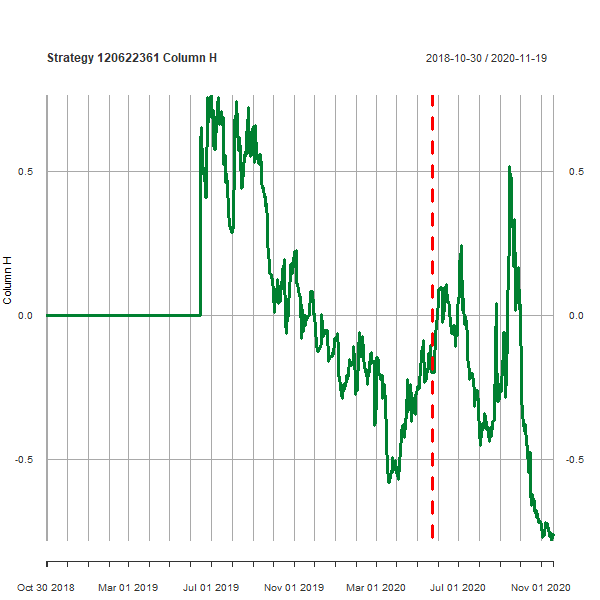 Strategy 120622361 Column H
2018-10-30 / 2020-11-19
Column H
0.5
0.5
0.0
0.0
-0.5
-0.5
Oct 30 2018
Mar 01 2019
Jul 01 2019
Nov 01 2019
Mar 01 2020
Jul 01 2020
Nov 01 2020